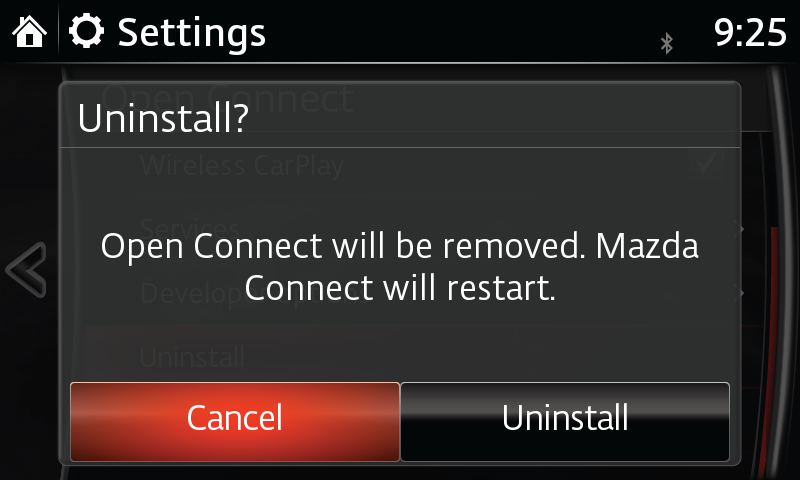 Settings
9:25
Open Connect
Uninstall?
Wireless CarPlay
Services
Open Connect will be removed. Mazda
Connect will restart.
Uninstall
Cancel
Uninstall